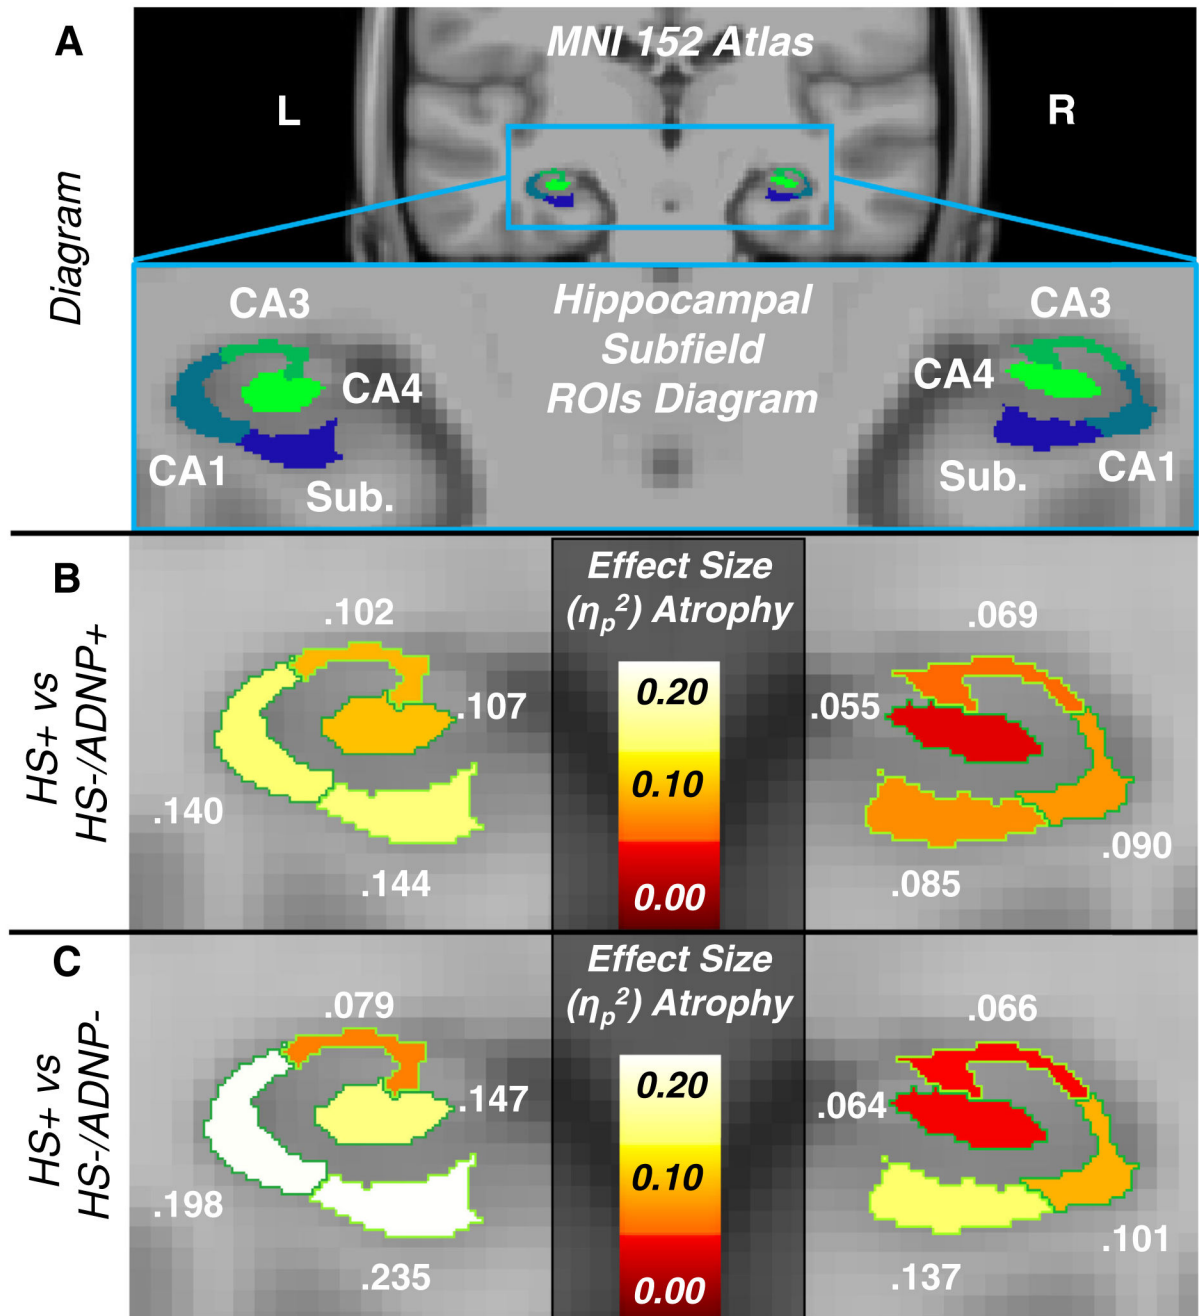 A
MNI 152 Atlas
L
R
Diagram
CA3
CA4
CA1
Sub.
Hippocampal
Subfield
ROIs Diagram
CA3
CA4
CA1
Sub.
B
HS+ vs
HS-/ADNP+
.102
.107
.140
.144
Effect Size
(ηp²) Atrophy
0.20
0.10
0.00
.069
.055
.090
.085
C
HS+ vs
HS-/ADNP-
.079
.147
.198
.235
Effect Size
(ηp²) Atrophy
0.20
0.10
0.00
.066
.064
.101
.137